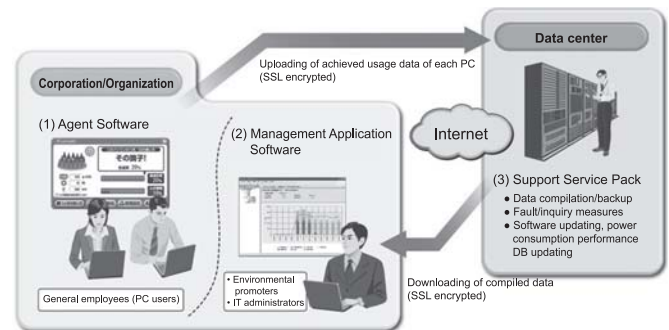 Corporation/Organization
(1) Agent Software
その調子!
General employees (PC users)
(2) Management Application
Software
• Environmental
promoters
• IT administrators
Uploading of achieved usage data of each PC
(SSL encrypted)
Internet
Downloading of compiled data
(SSL encrypted)
Data center
(3) Support Service Pack
● Data compilation/backup
● Fault/inquiry measures
● Software updating, power
consumption performance
DB updating